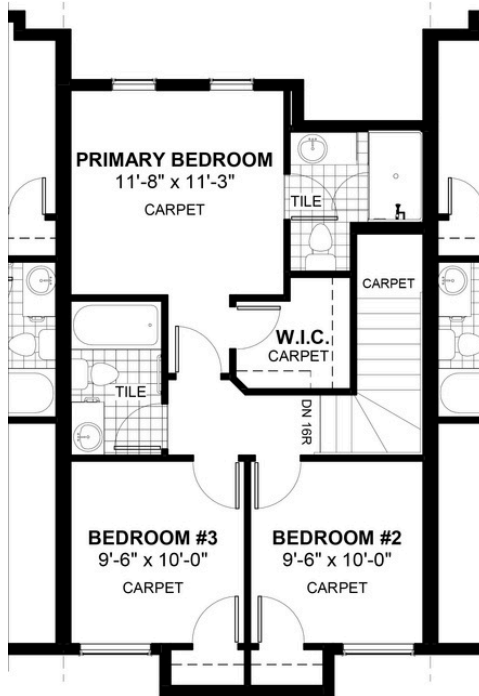 PRIMARY BEDROOM
11'-8" x 11'-3"
CARPET
TILE
CARPET
W.I.C.
CARPET
TILE
DN 16R
BEDROOM #3
9'-6" x 10'-0"
CARPET
BEDROOM #2
9'-6" x 10'-0"
CARPET